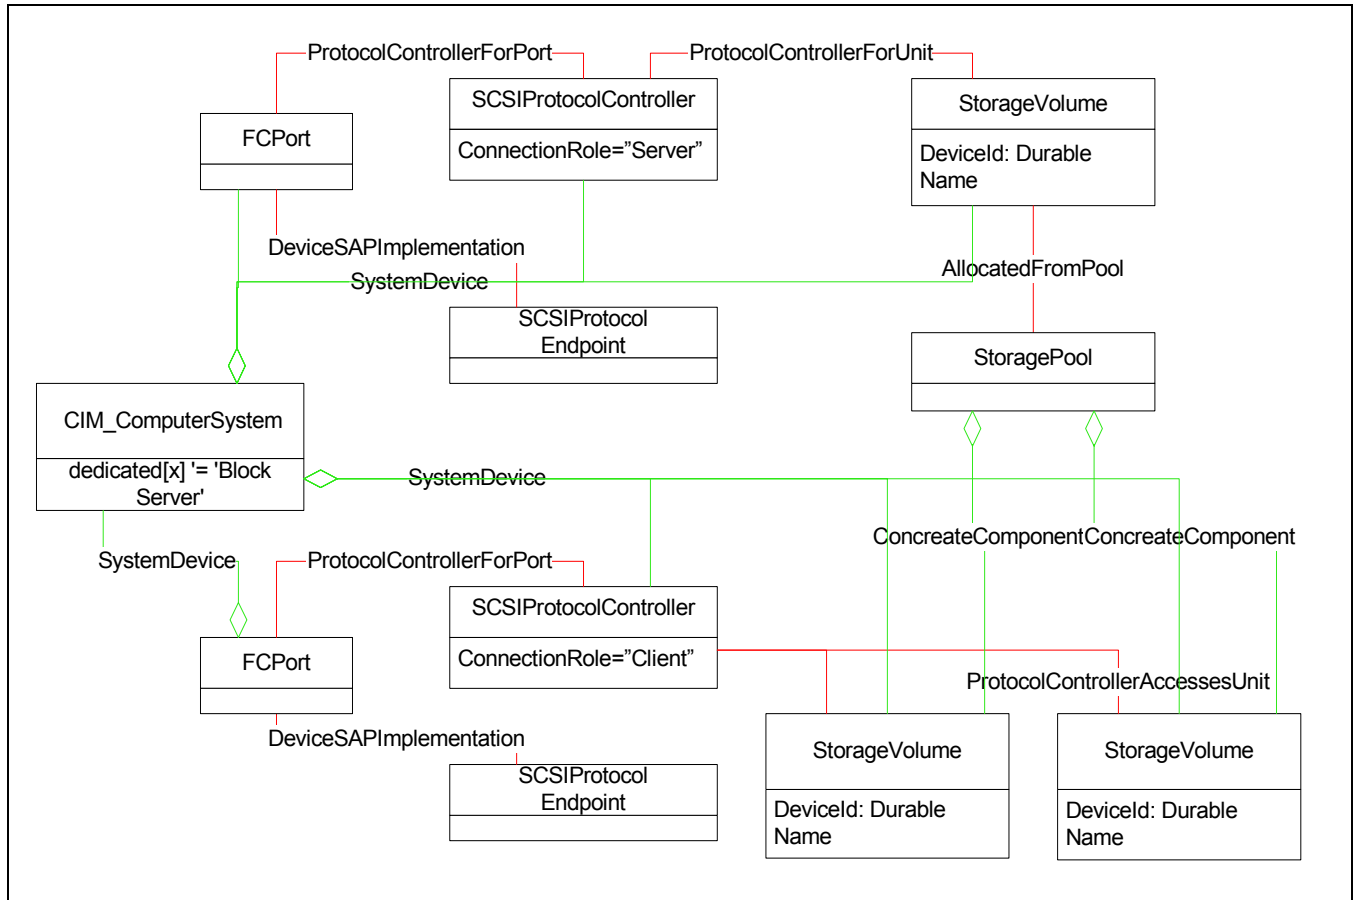 ProtocolControllerForPort
ProtocolControllerForUnit
SCSIProtocolController
ConnectionRole=”Server”
StorageVolume
DeviceId: Durable
Name
FCPort
DeviceSAPImplementation
SystemDevice
AllocatedFromPool
SCSIProtocol
Endpoint
StoragePool
CIM_ComputerSystem
dedicated[x] '= 'Block
Server'
SystemDevice
ConcreateComponent
ConcreateComponent
SystemDevice
ProtocolControllerForPort
SCSIProtocolController
ConnectionRole=”Client”
FCPort
ProtocolControllerAccessesUnit
DeviceSAPImplementation
SCSIProtocol
Endpoint
StorageVolume
DeviceId: Durable
Name
StorageVolume
DeviceId: Durable
Name